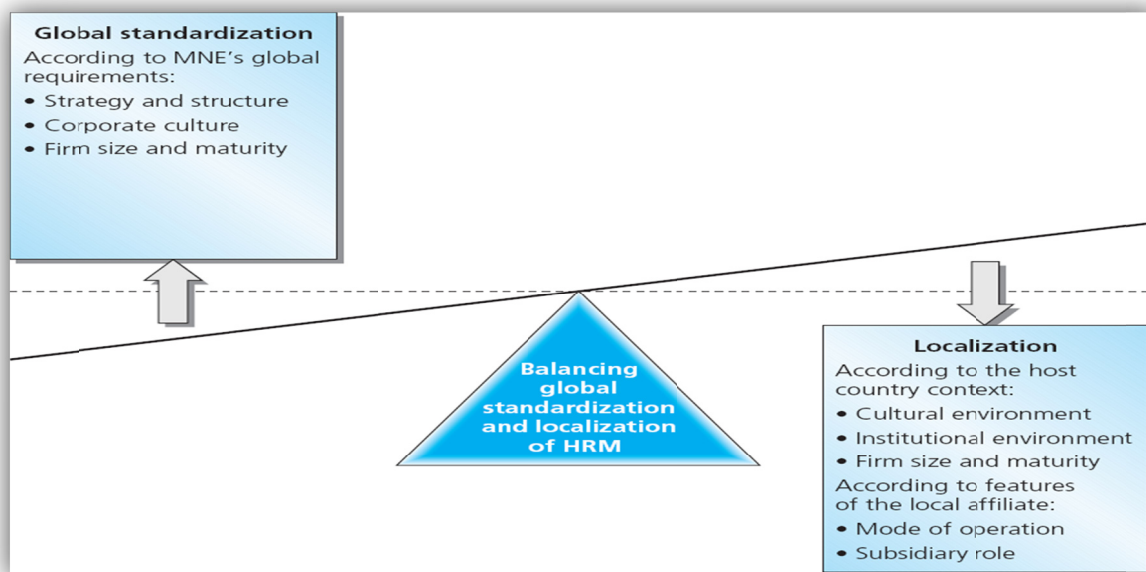 Global standardization
According to MNE's global
requirements:
• Strategy and structure
• Corporate culture
• Firm size and maturity
Balancing
global
standardization
and localization
of HRM
Localization
According to the host
country context:
• Cultural environment
• Institutional environment
• Firm size and maturity
According to features
of the local affiliate:
• Mode of operation
• Subsidiary role